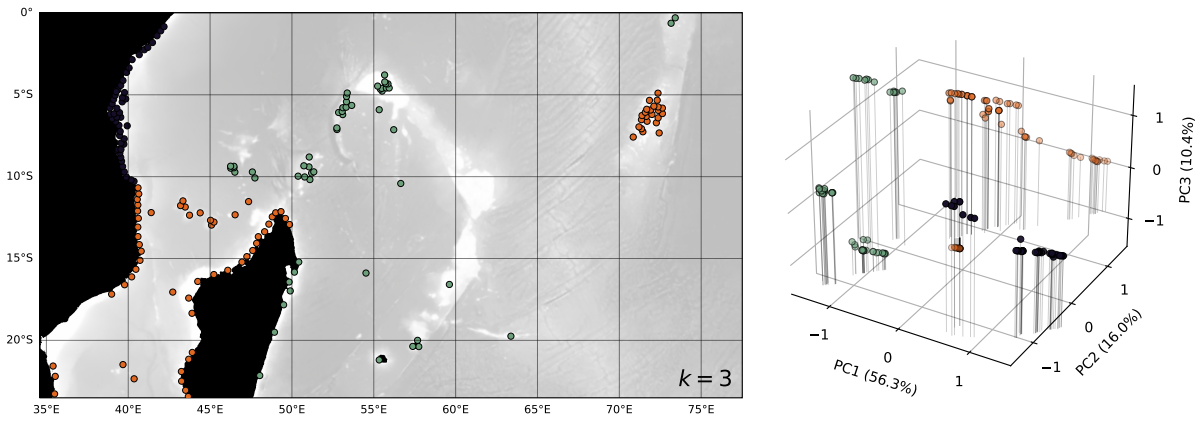 0°
5°S
10°S
15°S
20°S
35°E
40°E
45°E
50°E
55°E
60°E
65°E
70°E
75°E
k = 3
1
0
−1
PC3 (10.4%)
1
0
−1
PC2 (16.0%)
−1
0
1
PC1 (56.3%)